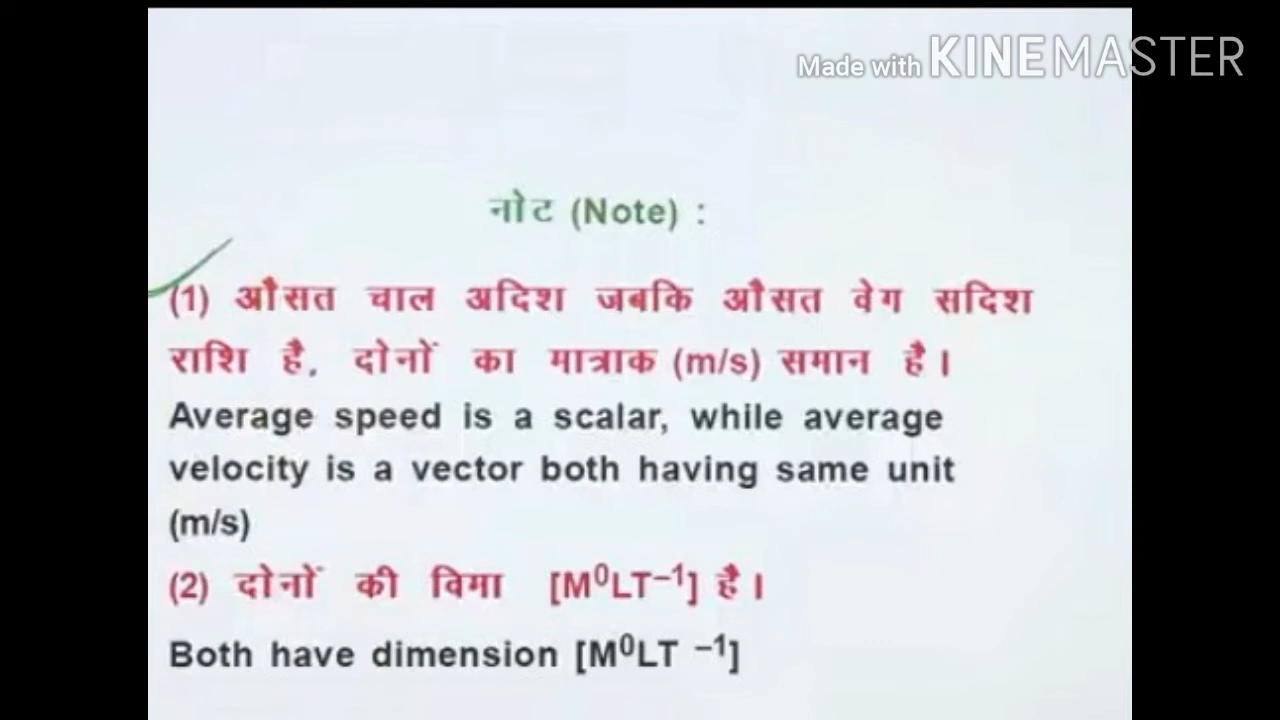 Made with KINEMASTER
नोट (Note) :
(1) औसत चाल अदिश जबकि औसत वेग सदिश
राशि है, दोनों का मात्राक (m/s) समान है।
Average speed is a scalar, while average
velocity is a vector both having same unit
(m/s)
(2) दोनों की विमा [M⁰LT⁻¹] है।
Both have dimension [M⁰LT ⁻¹]